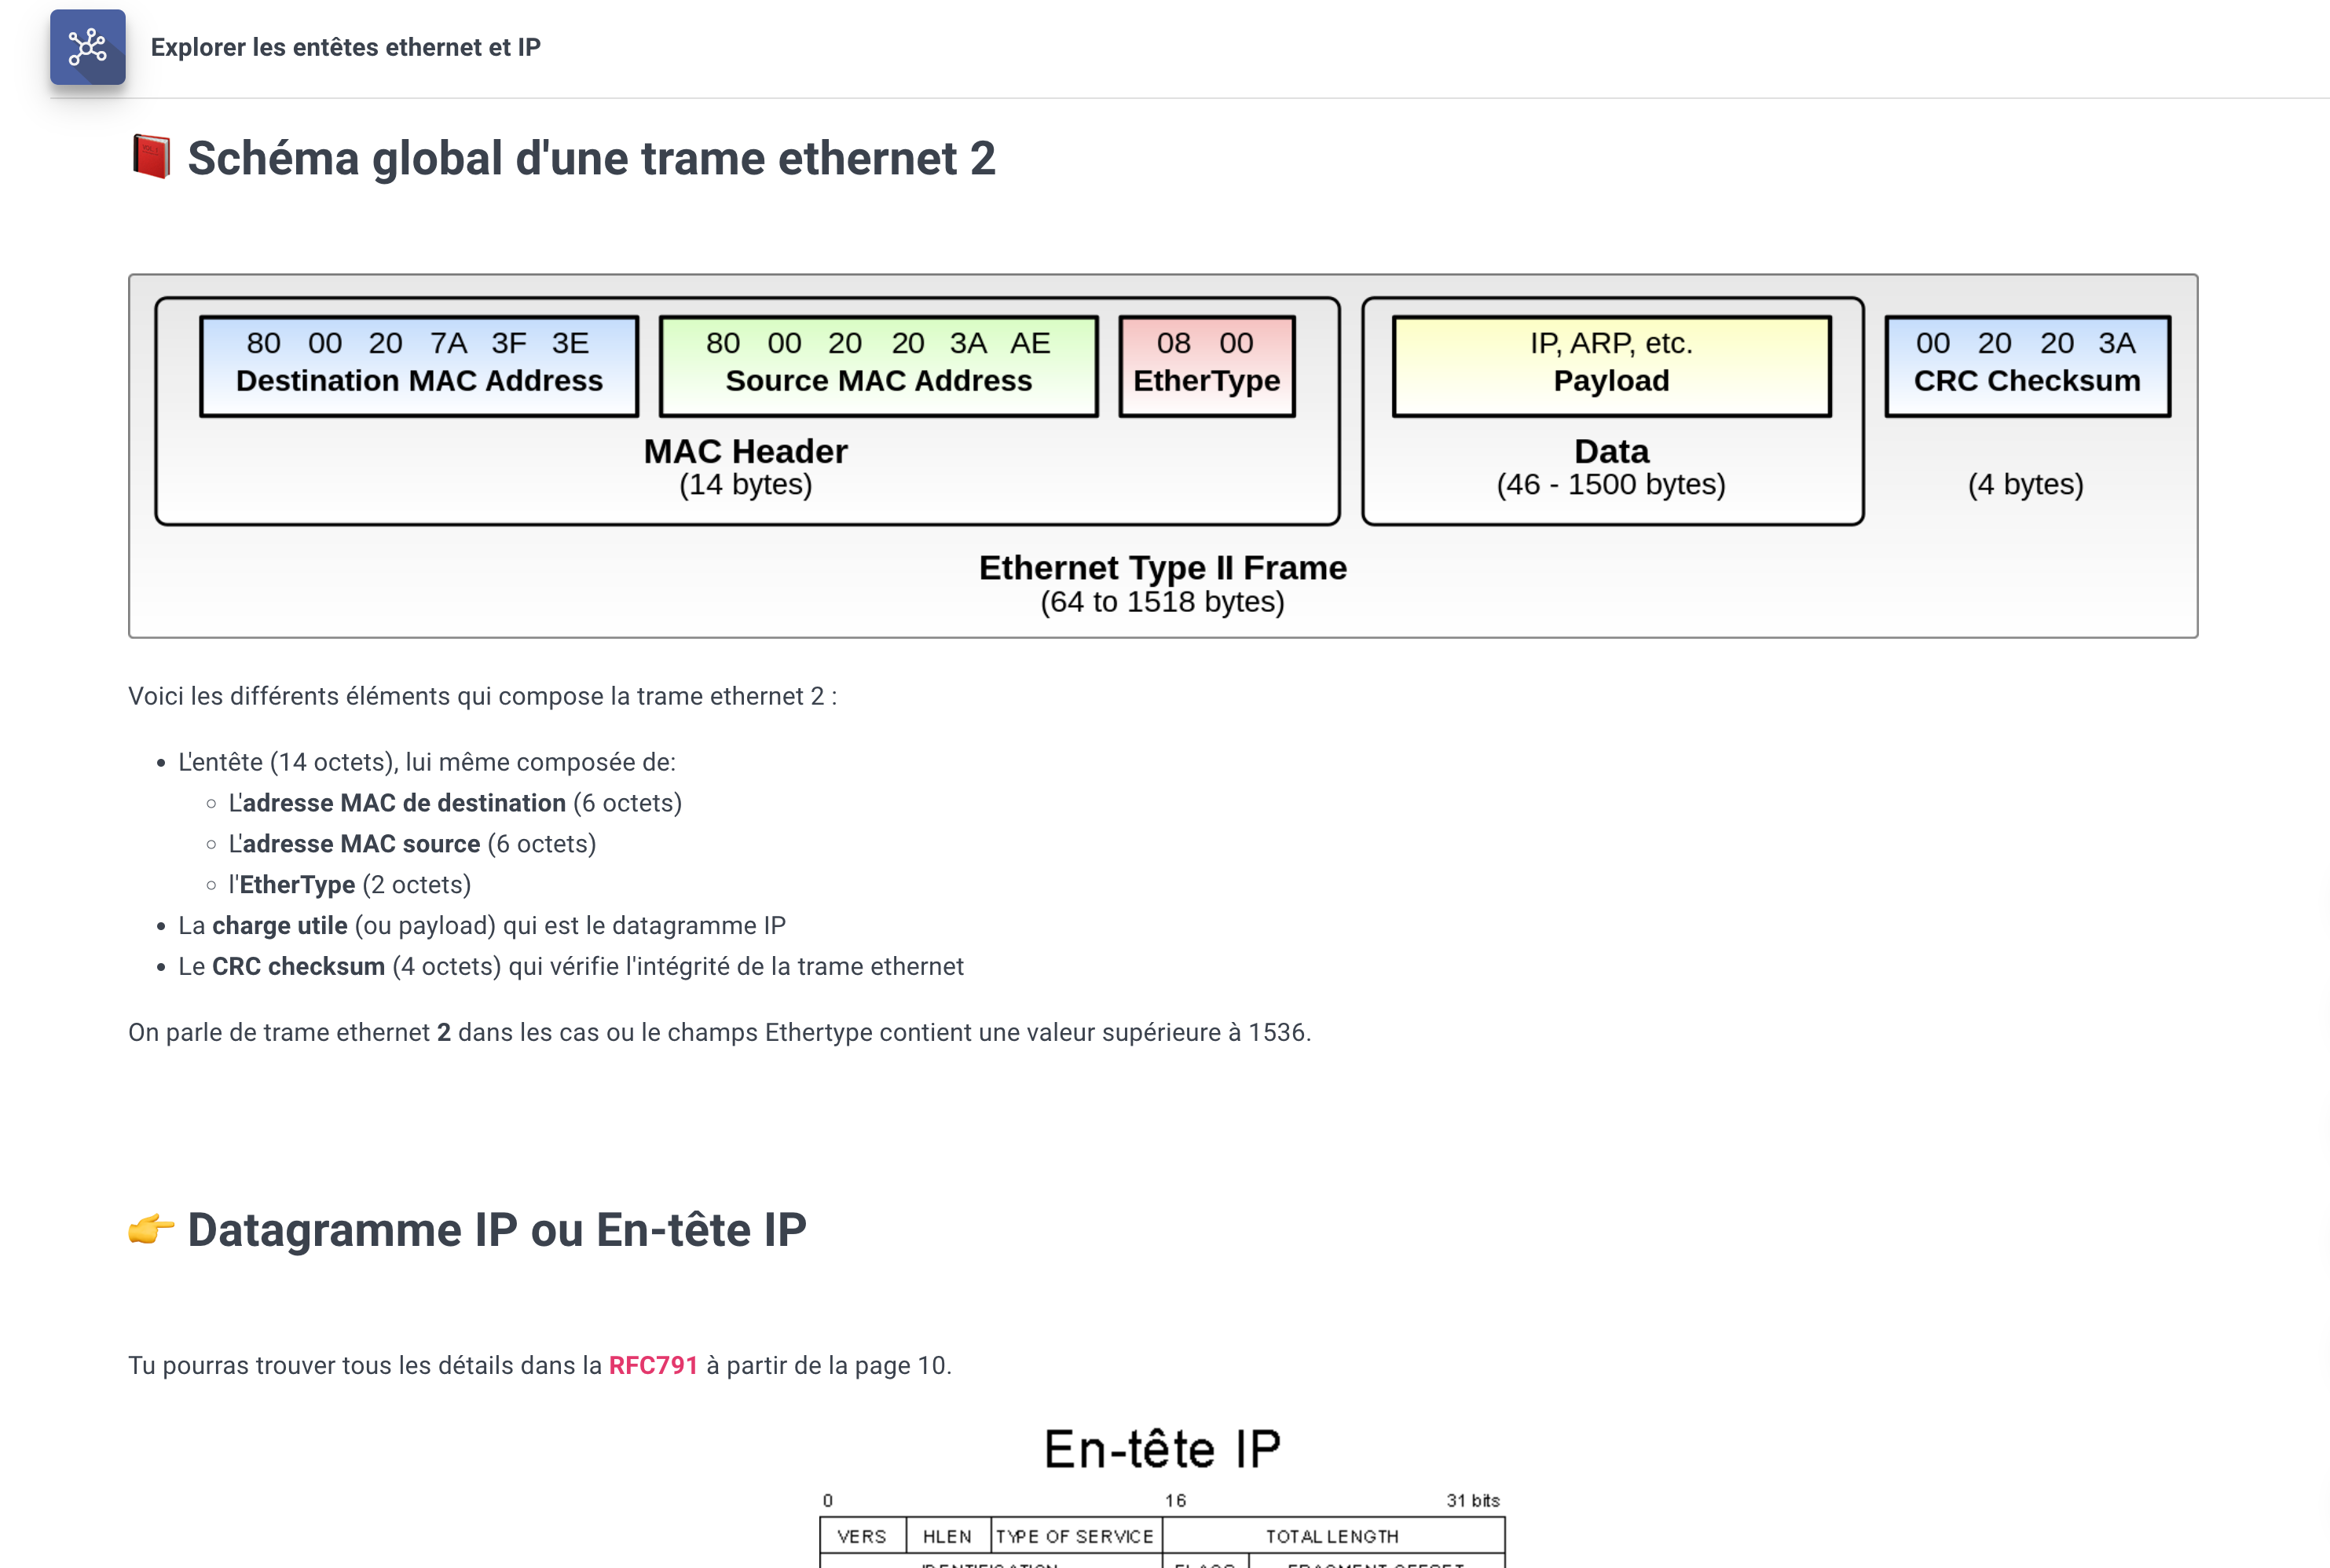 Explorer les entêtes ethernet et IP
Schéma global d'une trame ethernet 2
80 00 20 7A 3F 3E
Destination MAC Address
80 00 20 20 3A AE
Source MAC Address
08 00
EtherType
MAC Header
(14 bytes)
IP, ARP, etc.
Payload
Data
(46 - 1500 bytes)
00 20 20 3A
CRC Checksum
(4 bytes)
Ethernet Type II Frame
(64 to 1518 bytes)
Voici les différents éléments qui compose la trame ethernet 2 :
L'entête (14 octets), lui même composée de:
L'adresse MAC de destination (6 octets)
L'adresse MAC source (6 octets)
l'EtherType (2 octets)
La charge utile (ou payload) qui est le datagramme IP
Le CRC checksum (4 octets) qui vérifie l'intégrité de la trame ethernet
On parle de trame ethernet 2 dans les cas ou le champs Ethertype contient une valeur supérieure à 1536.
Datagramme IP ou En-tête IP
Tu pourras trouver tous les détails dans la RFC791 à partir de la page 10.
En-tête IP
0 16 31 bits
VERS HLEN TYPE OF SERVICE TOTAL LENGTH